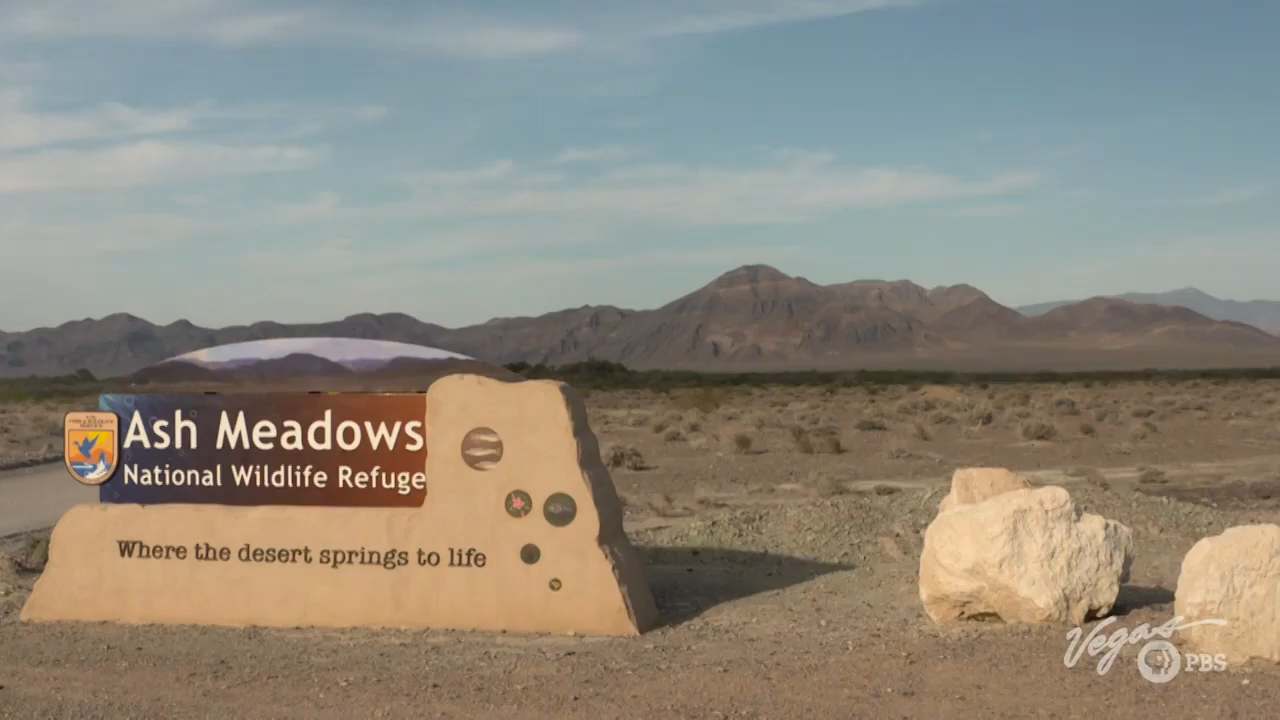 Ash Meadows
National Wildlife Refuge
Where the desert springs to life
Vegas
PBS